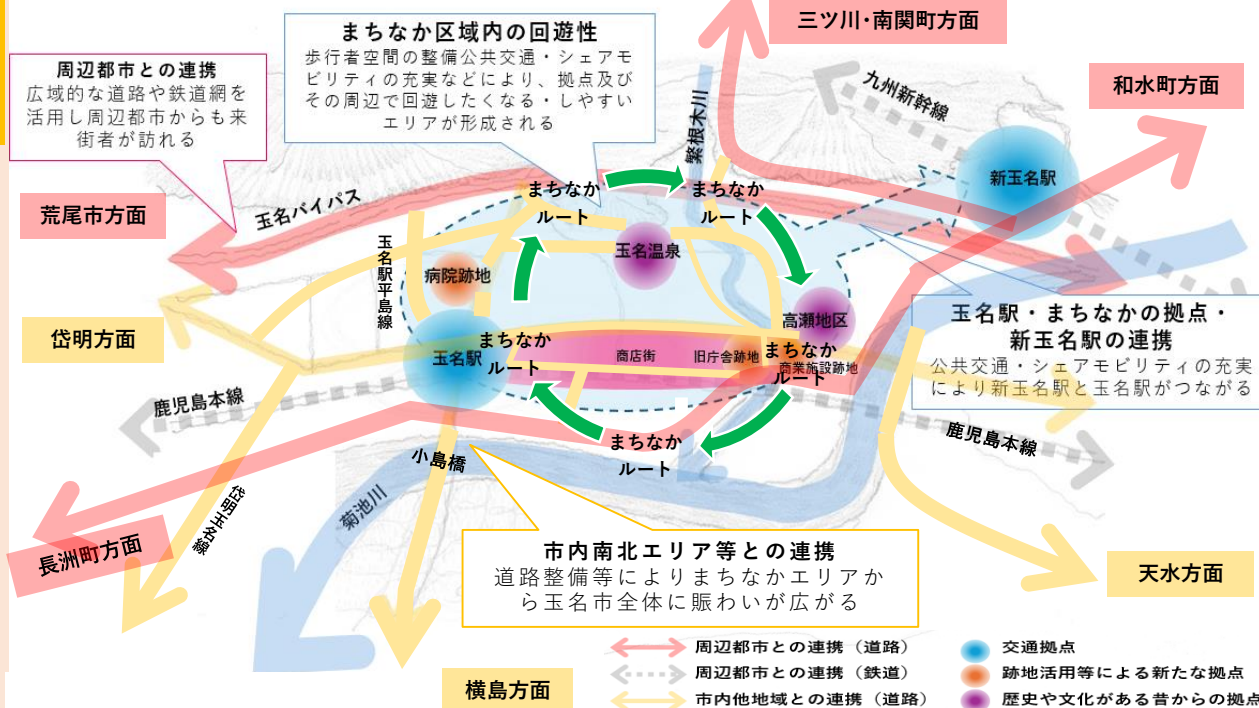 三ツ川・南関町方面
まちなか区域内の回遊性
歩行者空間の整備公共交通・シェアモ
ビリティの充実などにより、拠点及び
その周辺で回遊したくなる・しやすい
エリアが形成される
周辺都市との連携
広域的な道路や鉄道網を
活用し周辺都市からも来
街者が訪れる
九州新幹線
和水町方面
繁根木川
新玉名駅
荒尾市方面
玉名バイパス
まちなか
ルート
まちなか
ルート
玉名駅平島線
病院跡地
玉名温泉
高瀬地区
岱明方面
玉名駅
まちなか
ルート
商店街
旧庁舎跡地
まちなか
ルート
商業施設跡地
玉名駅・まちなかの拠点・
新玉名駅の連携
公共交通・シェアモビリティの充実
により新玉名駅と玉名駅がつながる
鹿児島本線
鹿児島本線
まちなか
ルート
小島橋
菊池川
岱明玉名線
長洲町方面
市内南北エリア等との連携
道路整備等によりまちなかエリアか
ら玉名市全体に賑わいが広がる
天水方面
横島方面
周辺都市との連携（道路）
周辺都市との連携（鉄道）
市内他地域との連携（道路）
交通拠点
跡地活用等による新たな拠点
歴史や文化がある昔からの拠点